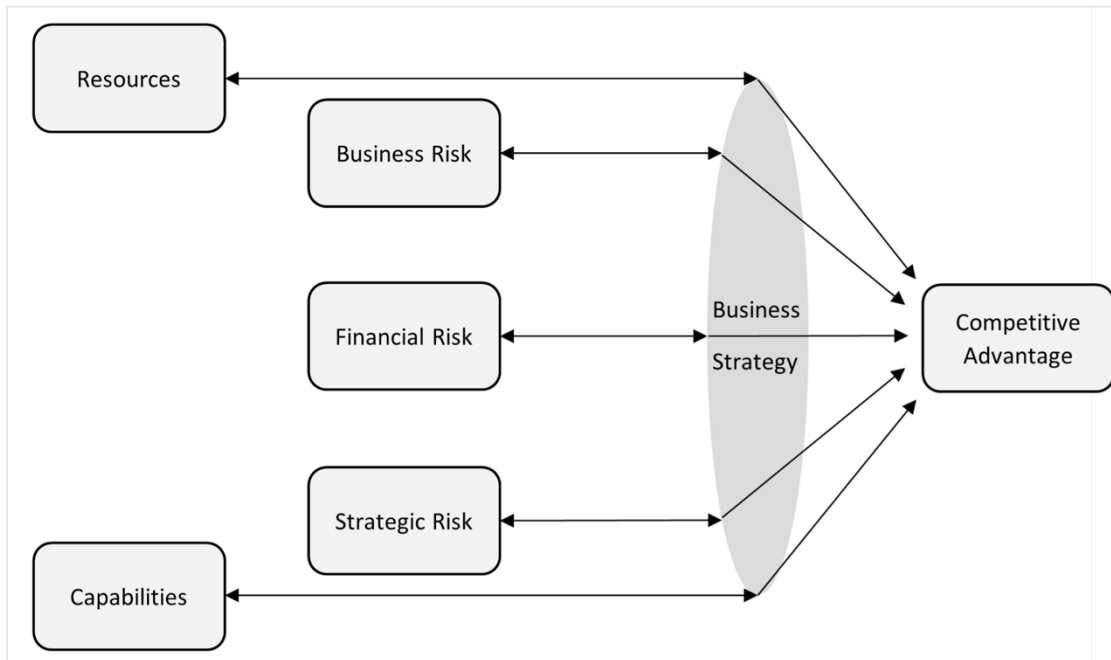 Resources
Business Risk
Financial Risk
Strategic Risk
Capabilities
Business
Strategy
Competitive
Advantage